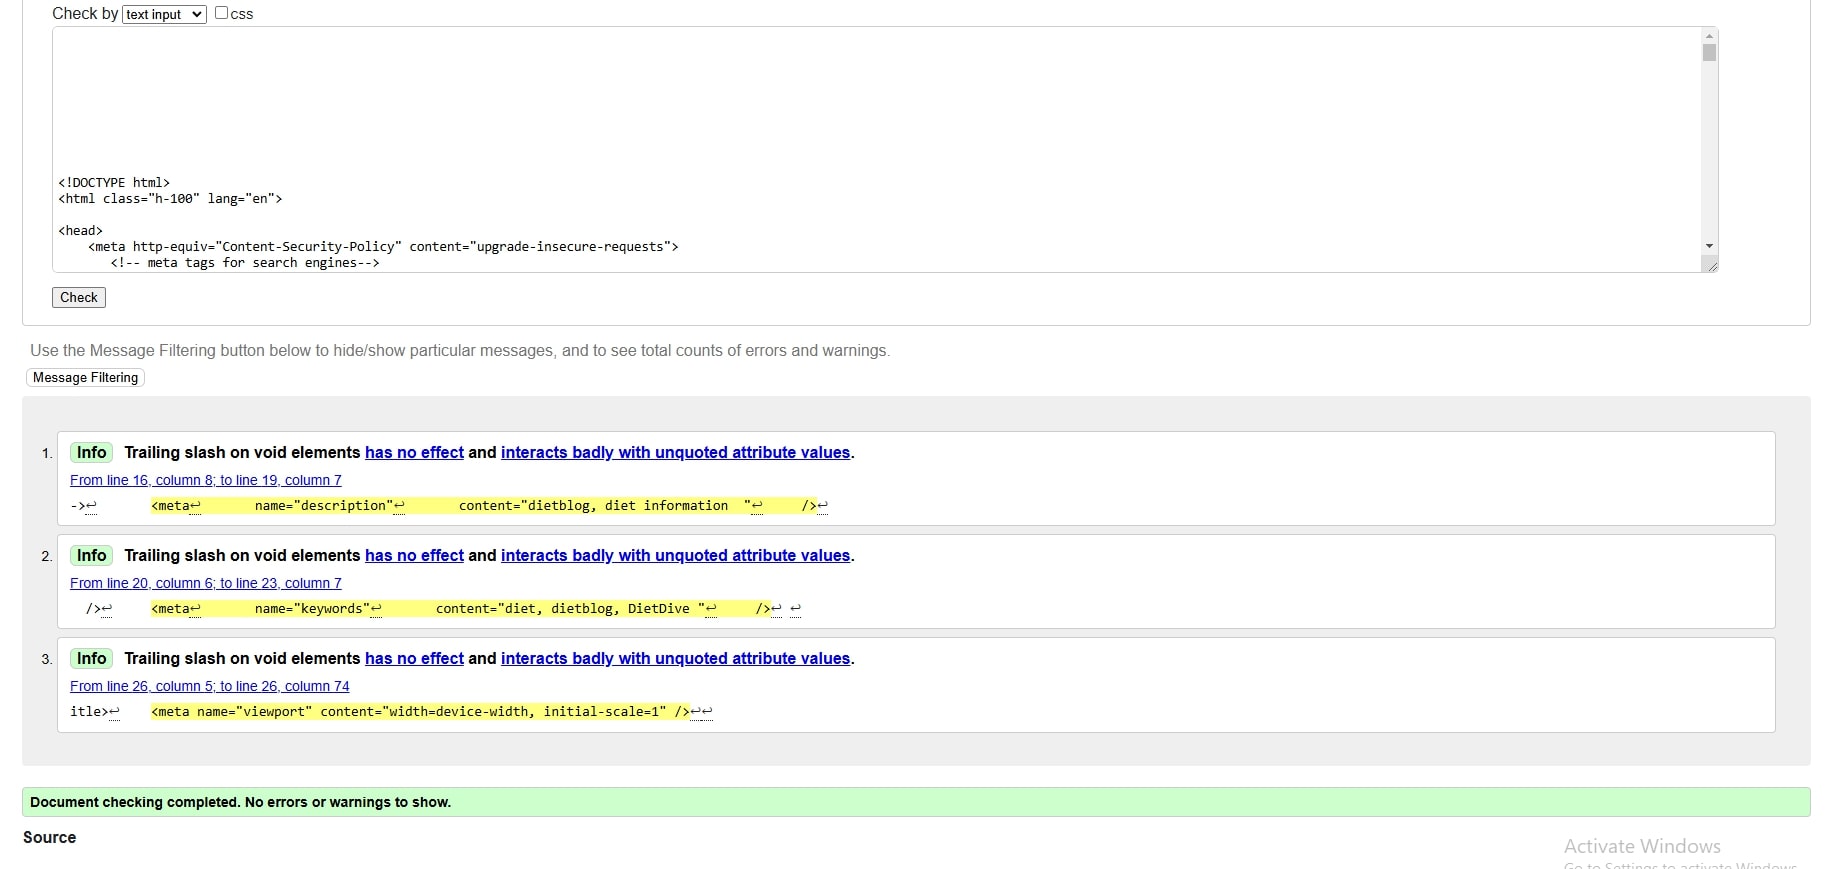 Check by text input css
<!DOCTYPE html>
<html class="h-100" lang="en">
<head>
<meta http-equiv="Content-Security-Policy" content="upgrade-insecure-requests">
<!-- meta tags for search engines-->
Check
Use the Message Filtering button below to hide/show particular messages, and to see total counts of errors and warnings.
Message Filtering
1. Info Trailing slash on void elements has no effect and interacts badly with unquoted attribute values.
From line 16, column 8; to line 19, column 7
->↩ <meta↩ name="description"↩ content="dietblog, diet information "↩ />↩
2. Info Trailing slash on void elements has no effect and interacts badly with unquoted attribute values.
From line 20, column 6; to line 23, column 7
/>↩ <meta↩ name="keywords"↩ content="diet, dietblog, DietDive "↩ />↩ ↩
3. Info Trailing slash on void elements has no effect and interacts badly with unquoted attribute values.
From line 26, column 5; to line 26, column 74
itle>↩ <meta name="viewport" content="width=device-width, initial-scale=1" />↩↩
Document checking completed. No errors or warnings to show.
Source
Activate Windows
Go to Settings to activate Windows.